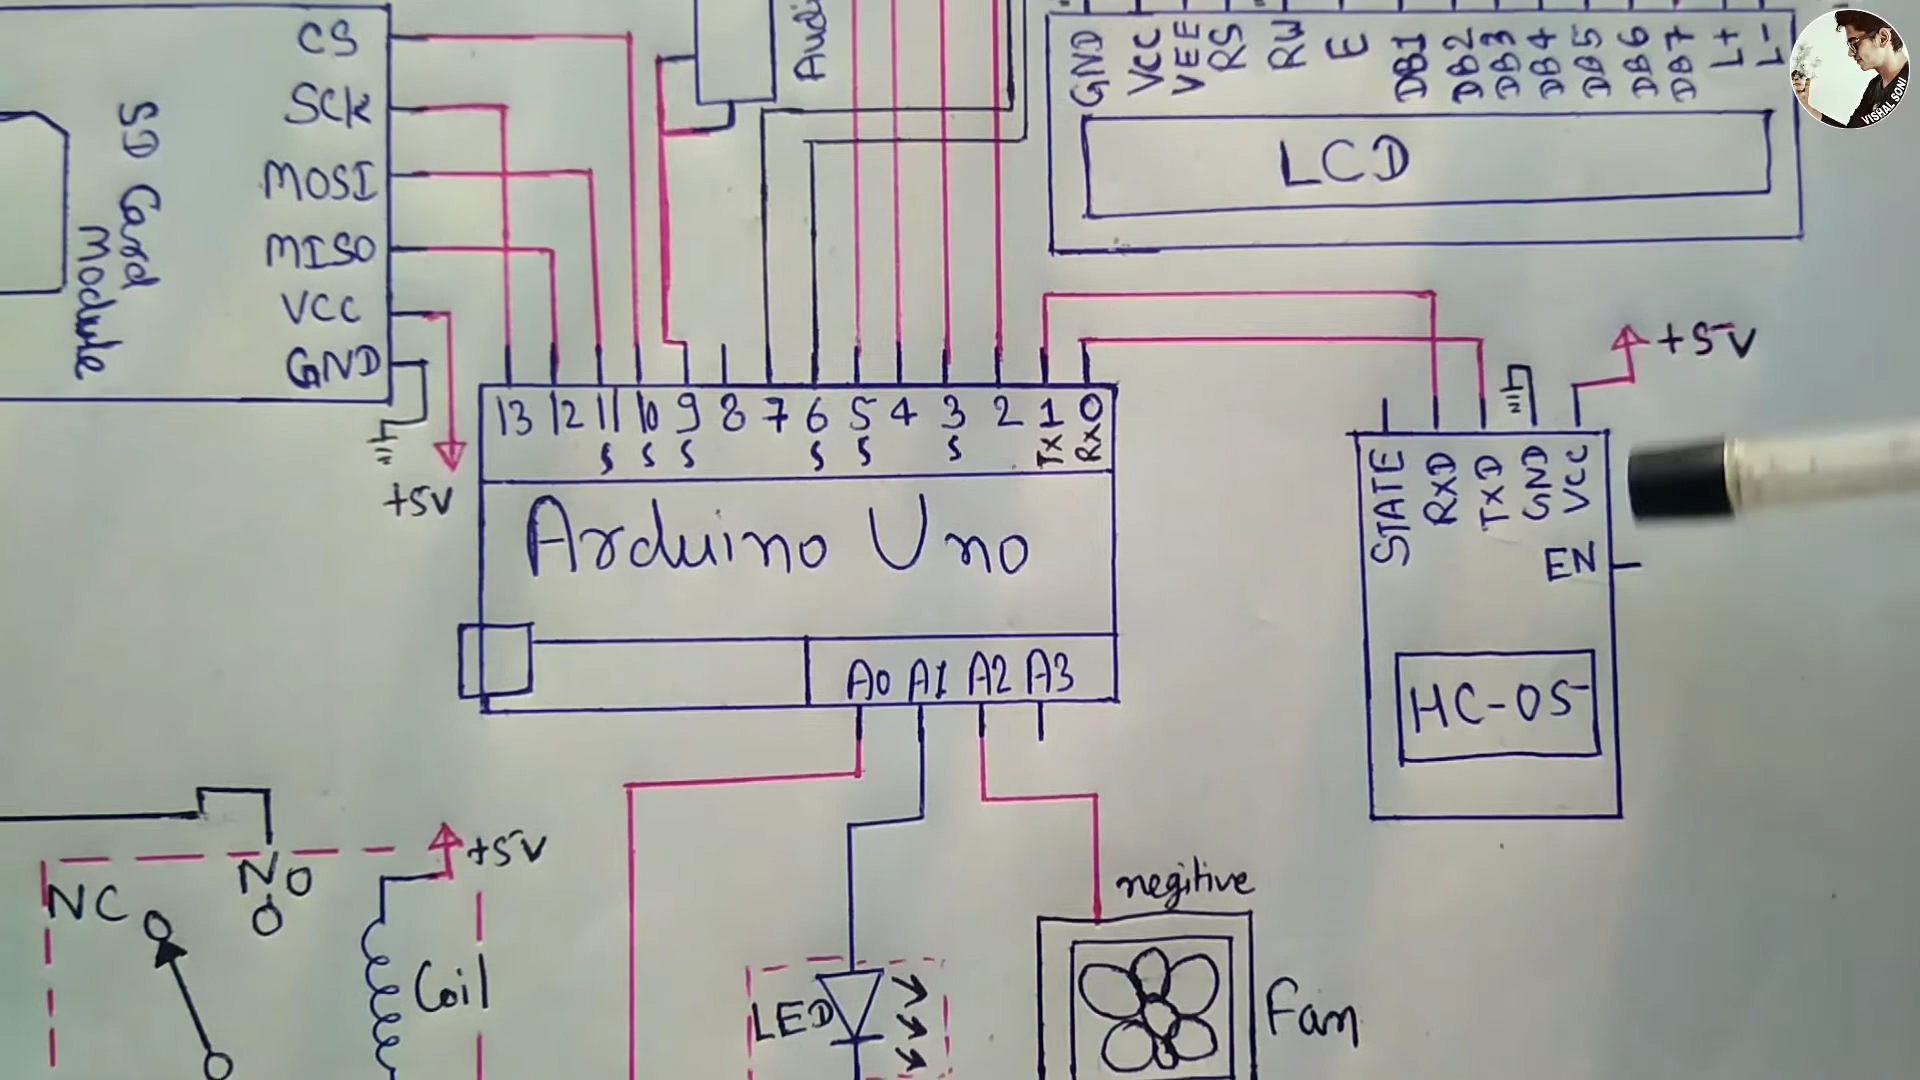 CS
SCK
MOSI
MISO
VCC
GND
SD Card
Module
+5V
Audi
GND VCC VEE RS RW E DB1 DB2 DB3 DB4 DB5 DB6 DB7 L+ L-
LCD
VISHAL SONI
13 12 11 10 9 8 7 6 5 4 3 2 1 0
S S S S S S Tx Rx
Arduino Uno
A0 A1 A2 A3
+5V
STATE RXD TXD GND VCC
EN
HC-05
NC
NO
+5V
Coil
LED
negitive
Fan